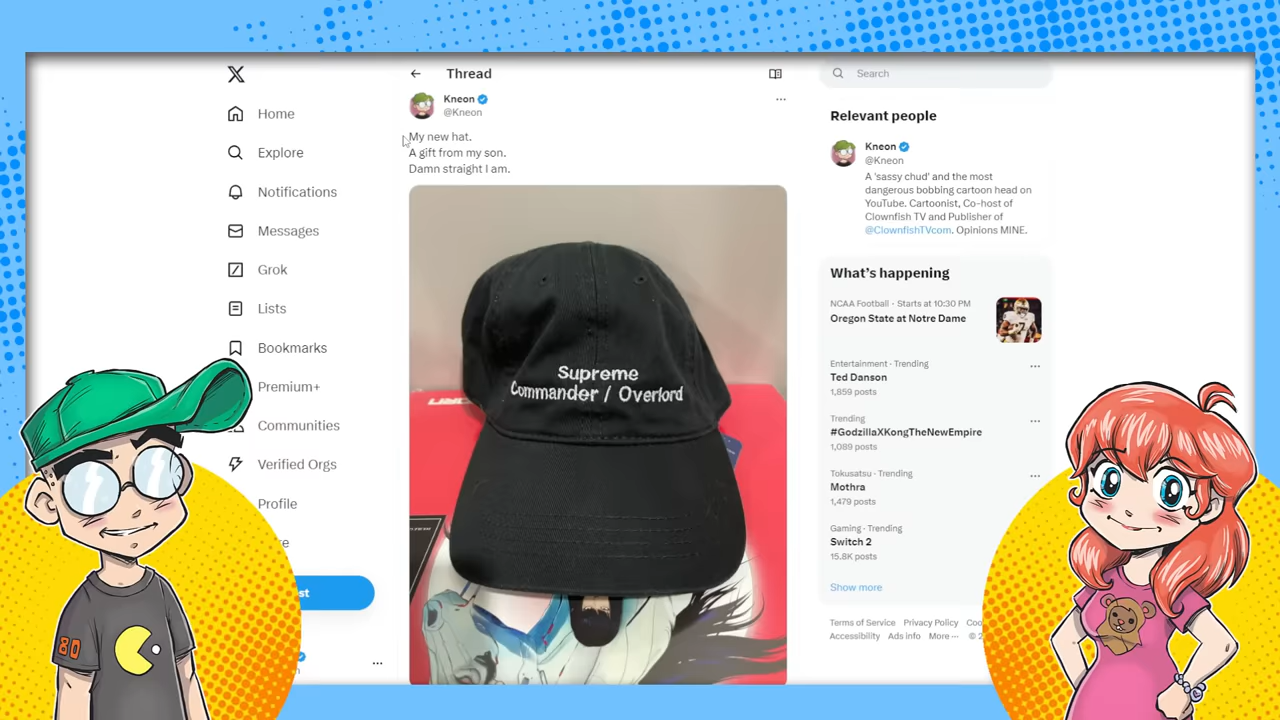 Home
Explore
Notifications
Messages
Grok
Lists
Bookmarks
Premium+
Communities
Verified Orgs
Profile
Thread
Kneon
@Kneon
My new hat.
A gift from my son.
Damn straight I am.
Supreme
Commander / Overlord
Search
Relevant people
Kneon
@Kneon
A 'sassy chud' and the most
dangerous bobbing cartoon head on
YouTube. Cartoonist, Co-host of
Clownfish TV and Publisher of
@ClownfishTVcom. Opinions MINE.
What's happening
NCAA Football · Starts at 10:30 PM
Oregon State at Notre Dame
Entertainment · Trending
Ted Danson
1,859 posts
Trending
#GodzillaXKongTheNewEmpire
1,089 posts
Tokusatsu · Trending
Mothra
1,479 posts
Gaming · Trending
Switch 2
15.8K posts
Show more
Terms of Service Privacy Policy
Accessibility Ads info More ···
80